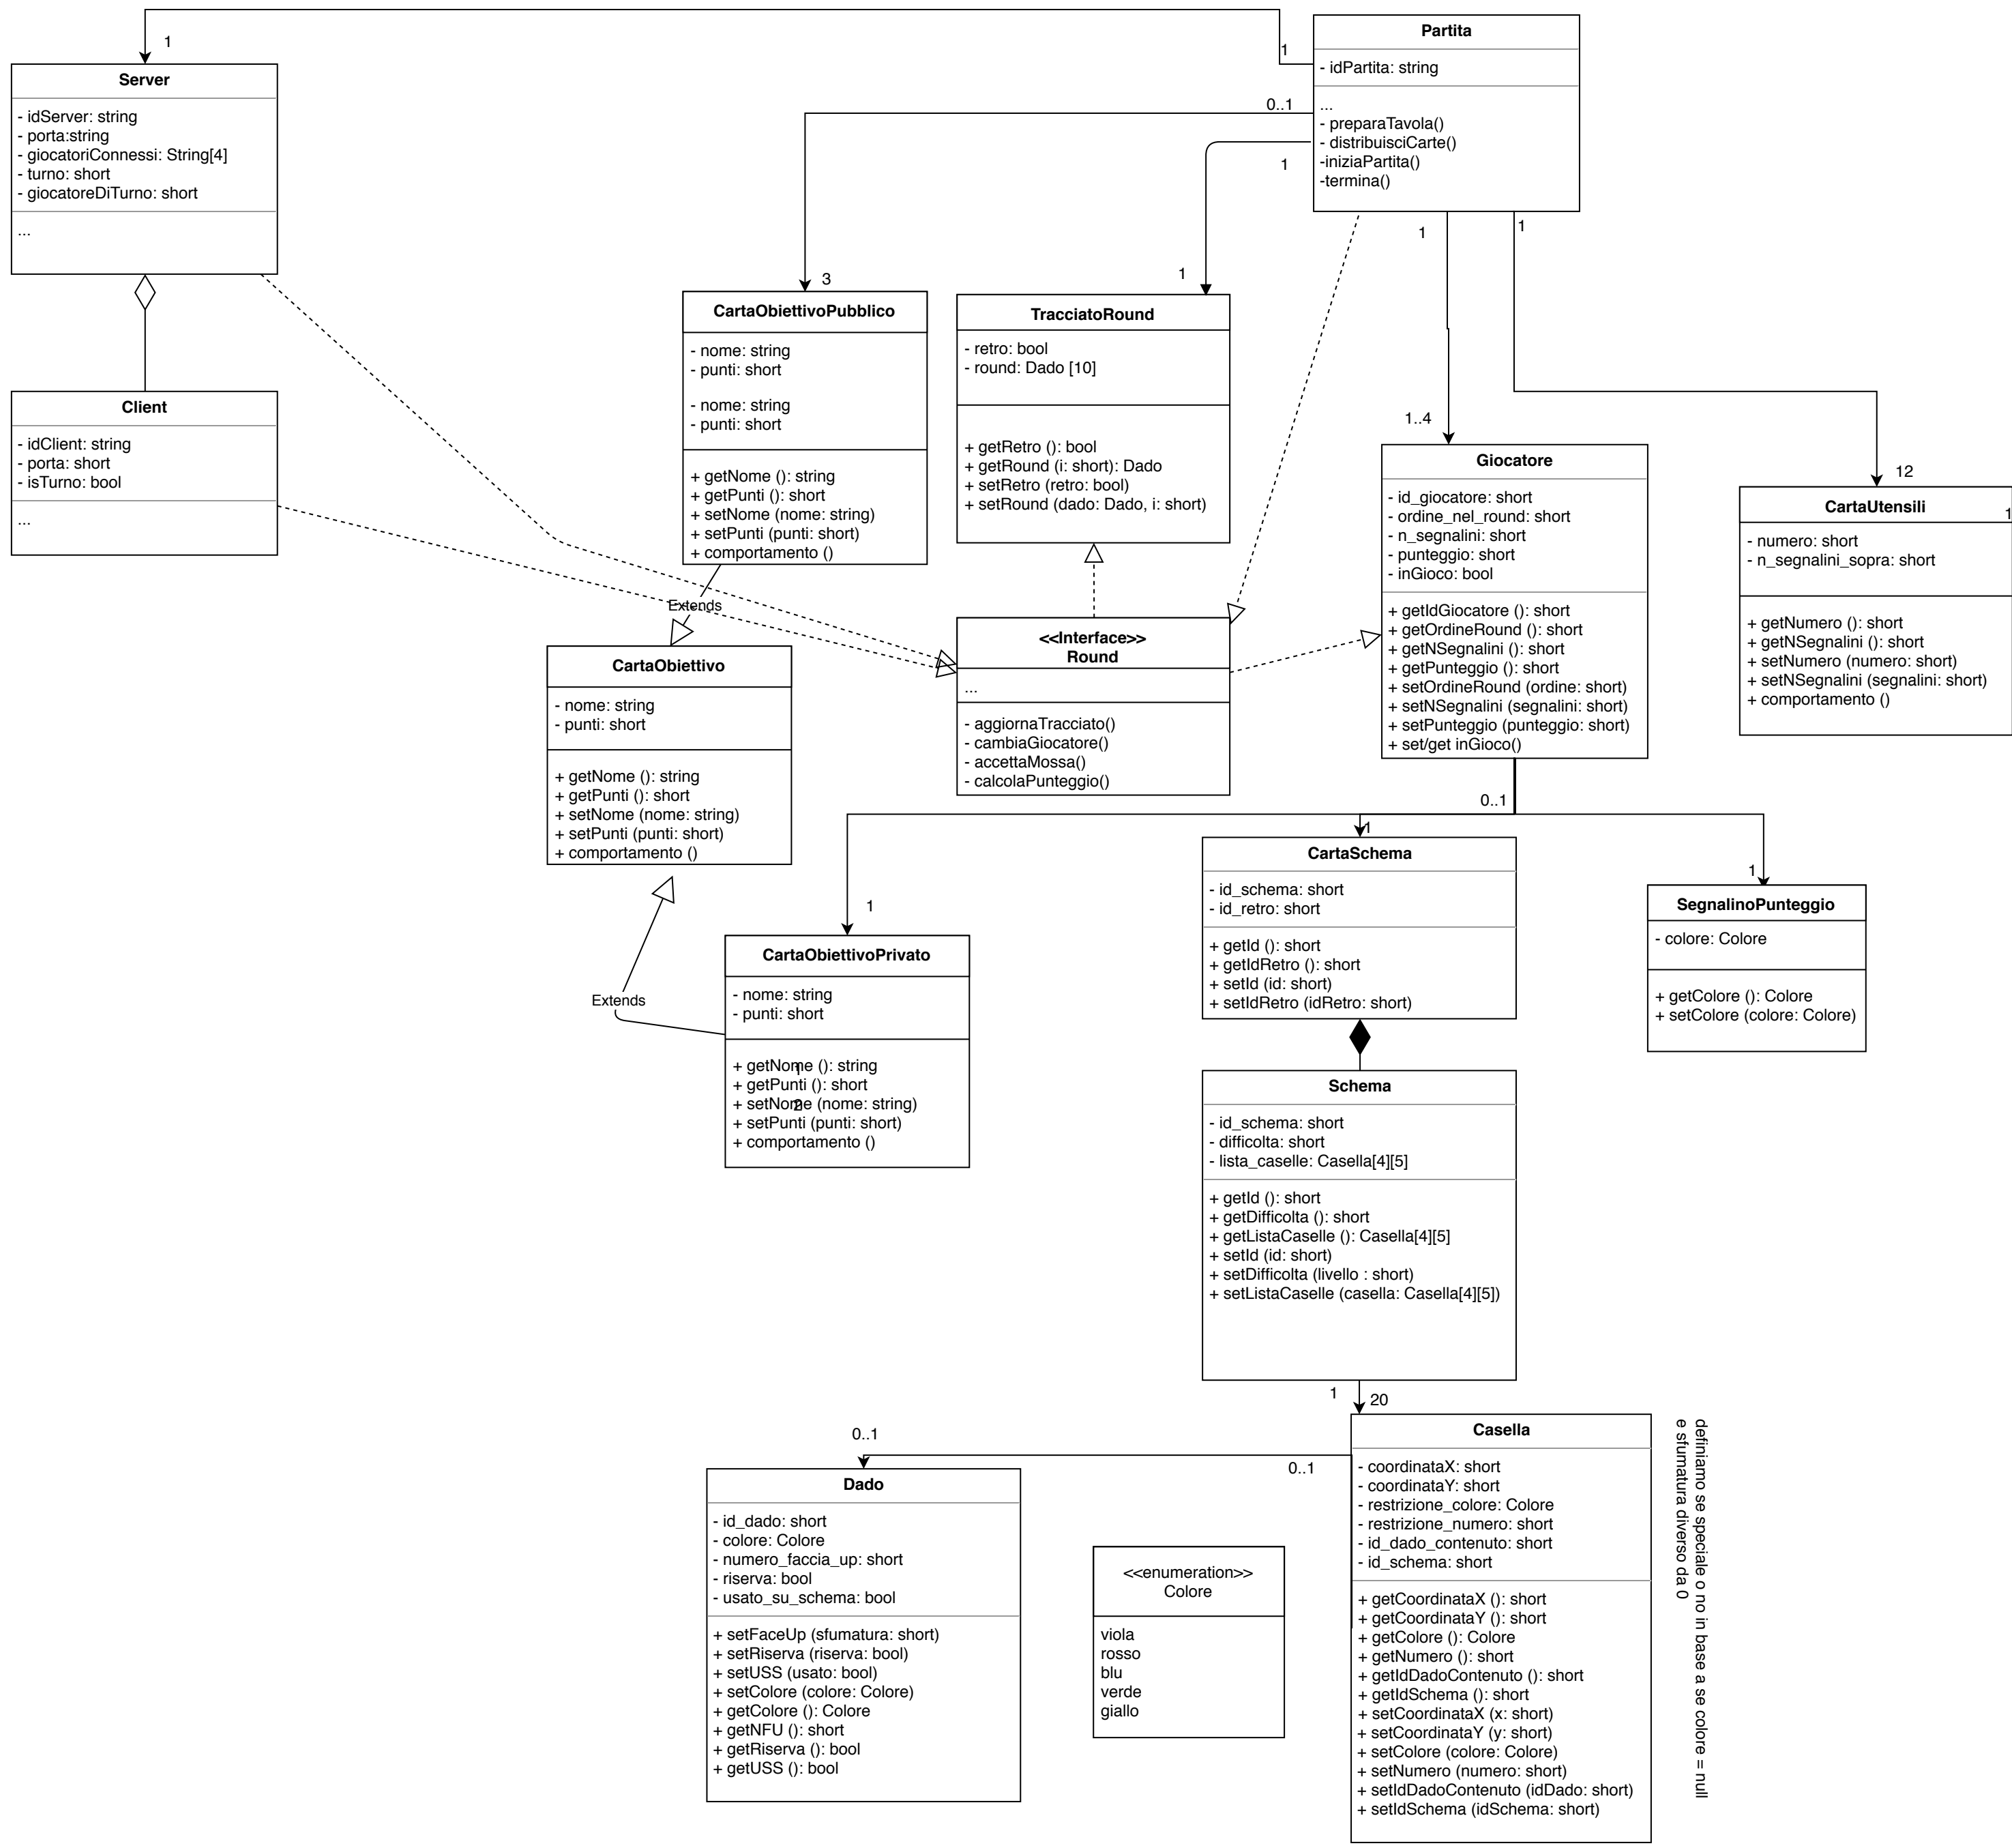 Partita
- idPartita: string
...
- preparaTavola()
- distribuisciCarte()
-iniziaPartita()
-termina()
1
1
0..1
1
1
1
Server
- idServer: string
- porta:string
- giocatoriConnessi: String[4]
- turno: short
- giocatoreDiTurno: short
...
Client
- idClient: string
- porta: short
- isTurno: bool
...
3
CartaObiettivoPubblico
- nome: string
- punti: short
- nome: string
- punti: short
+ getNome (): string
+ getPunti (): short
+ setNome (nome: string)
+ setPunti (punti: short)
+ comportamento ()
Extends
1
TracciatoRound
- retro: bool
- round: Dado [10]
+ getRetro (): bool
+ getRound (i: short): Dado
+ setRetro (retro: bool)
+ setRound (dado: Dado, i: short)
<<Interface>>
Round
...
- aggiornaTracciato()
- cambiaGiocatore()
- accettaMossa()
- calcolaPunteggio()
1..4
Giocatore
- id_giocatore: short
- ordine_nel_round: short
- n_segnalini: short
- punteggio: short
- inGioco: bool
+ getIdGiocatore (): short
+ getOrdineRound (): short
+ getNSegnalini (): short
+ getPunteggio (): short
+ setOrdineRound (ordine: short)
+ setNSegnalini (segnalini: short)
+ setPunteggio (punteggio: short)
+ set/get inGioco()
12
1
CartaUtensili
- numero: short
- n_segnalini_sopra: short
+ getNumero (): short
+ getNSegnalini (): short
+ setNumero (numero: short)
+ setNSegnalini (segnalini: short)
+ comportamento ()
CartaObiettivo
- nome: string
- punti: short
+ getNome (): string
+ getPunti (): short
+ setNome (nome: string)
+ setPunti (punti: short)
+ comportamento ()
Extends
0..1
1
CartaObiettivoPrivato
- nome: string
- punti: short
+ getNome (): string
1
+ getPunti (): short
+ setNome (nome: string)
2
+ setPunti (punti: short)
+ comportamento ()
1
CartaSchema
- id_schema: short
- id_retro: short
+ getId (): short
+ getIdRetro (): short
+ setId (id: short)
+ setIdRetro (idRetro: short)
1
SegnalinoPunteggio
- colore: Colore
+ getColore (): Colore
+ setColore (colore: Colore)
Schema
- id_schema: short
- difficolta: short
- lista_caselle: Casella[4][5]
+ getId (): short
+ getDifficolta (): short
+ getListaCaselle (): Casella[4][5]
+ setId (id: short)
+ setDifficolta (livello : short)
+ setListaCaselle (casella: Casella[4][5])
1
20
0..1
0..1
Dado
- id_dado: short
- colore: Colore
- numero_faccia_up: short
- riserva: bool
- usato_su_schema: bool
+ setFaceUp (sfumatura: short)
+ setRiserva (riserva: bool)
+ setUSS (usato: bool)
+ setColore (colore: Colore)
+ getColore (): Colore
+ getNFU (): short
+ getRiserva (): bool
+ getUSS (): bool
<<enumeration>>
Colore
viola
rosso
blu
verde
giallo
Casella
- coordinataX: short
- coordinataY: short
- restrizione_colore: Colore
- restrizione_numero: short
- id_dado_contenuto: short
- id_schema: short
+ getCoordinataX (): short
+ getCoordinataY (): short
+ getColore (): Colore
+ getNumero (): short
+ getIdDadoContenuto (): short
+ getIdSchema (): short
+ setCoordinataX (x: short)
+ setCoordinataY (y: short)
+ setColore (colore: Colore)
+ setNumero (numero: short)
+ setIdDadoContenuto (idDado: short)
+ setIdSchema (idSchema: short)
definiamo se speciale o no in base a se colore = null
e sfumatura diverso da 0